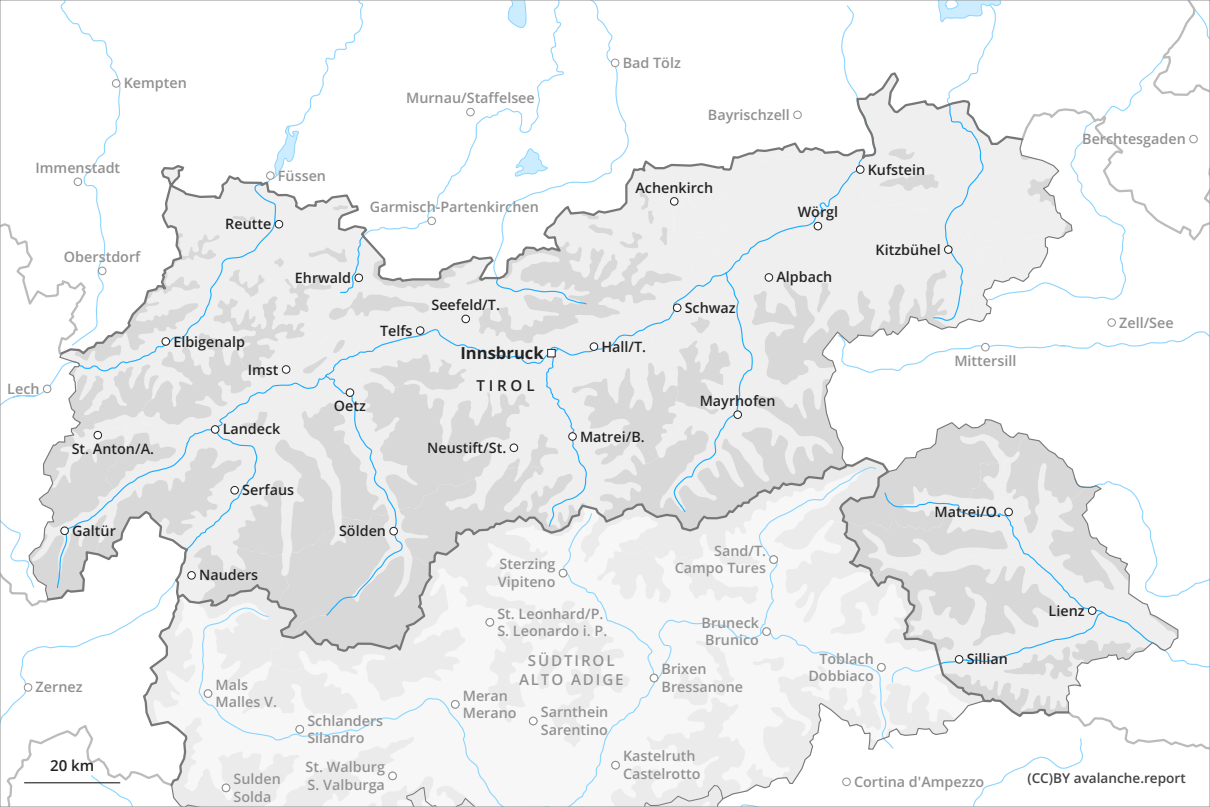 Kempten
Bad Tölz
Murnau/Staffelsee
Bayrischzell
Berchtesgaden
Immenstadt
Füssen
Kufstein
Achenkirch
Garmisch-Partenkirchen
Wörgl
Reutte
Kitzbühel
Oberstdorf
Ehrwald
Alpbach
Seefeld/T.
Schwaz
Zell/See
Telfs
Elbigenalp
Innsbruck
Hall/T.
Mittersill
Imst
TIROL
Lech
Oetz
Mayrhofen
Landeck
Matrei/B.
St. Anton/A.
Neustift/St.
Serfaus
Matrei/O.
Galtür
Sölden
Sand/T.
Campo Tures
Sterzing
Vipiteno
Nauders
Lienz
St. Leonhard/P.
S. Leonardo i. P.
Bruneck
Brunico
Sillian
SÜDTIROL
ALTO ADIGE
Toblach
Dobbiaco
Brixen
Bressanone
Zernez
Mals
Malles V.
Meran
Merano
Sarnthein
Sarentino
Schlanders
Silandro
Kastelruth
Castelrotto
20 km
St. Walburg
S. Valburga
Sulden
Solda
Cortina d'Ampezzo
(CC)BY avalanche.report